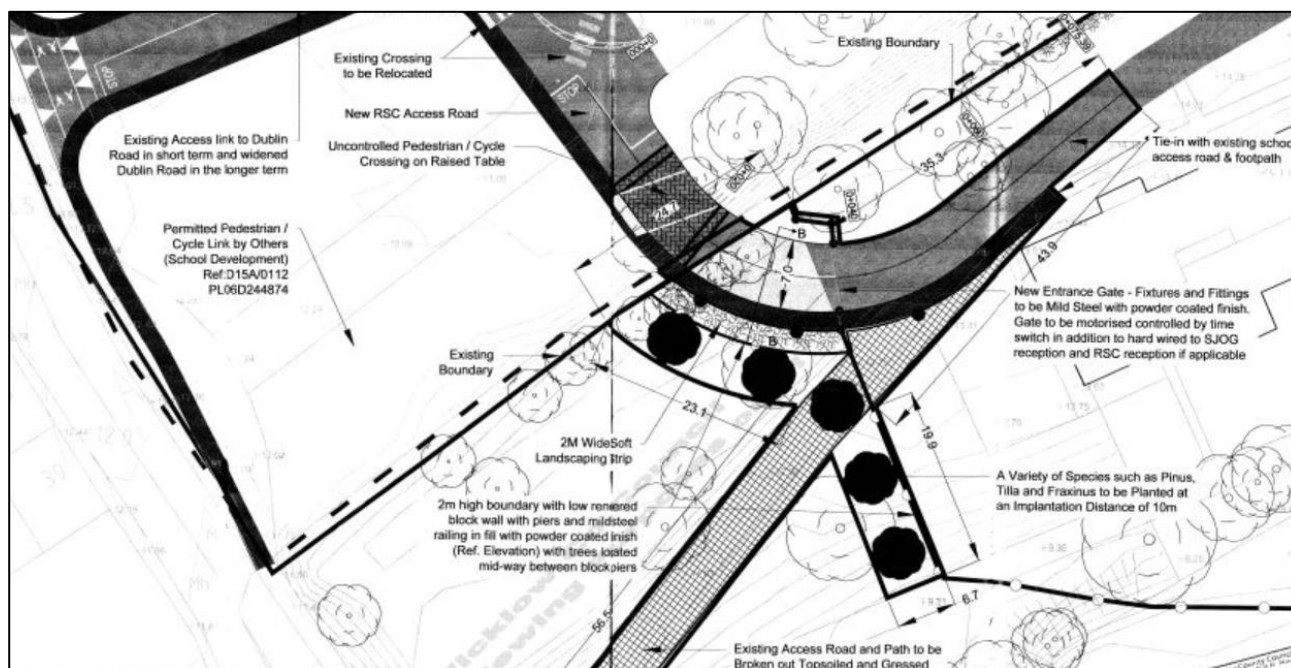 Existing Crossing
to be Relocated
Existing Boundary
New RSC Access Road
STOP
STOP
Existing Access link to Dublin
Road in short term and widened
Dublin Road in the longer term
Uncontrolled Pedestrian / Cycle
Crossing on Raised Table
Tie-in with existing schoo
access road & footpath
35.3
24.7
0+040
B
7.0
43.9
Permitted Pedestrian /
Cycle Link by Others
(School Development)
Ref:D15A/0112
PL06D244874
New Entrance Gate - Fixtures and Fittings
to be Mild Steel with powder coated finish.
Gate to be motorised controlled by time
switch in addition to hard wired to SJOG
reception and RSC reception if applicable
Existing
Boundary
B
23.1
19.9
2M WideSoft
Landscaping Strip
A Variety of Species such as Pinus,
Tilla and Fraxinus to be Planted at
an Implantation Distance of 10m
2m high boundary with low rendered
block wall with piers and mildsteel
railing in fill with powder coated finish
(Ref. Elevation) with trees located
mid-way between blockpiers
6.7
56.5
Existing Access Road and Path to be
Broken out Topsoiled and Gressed